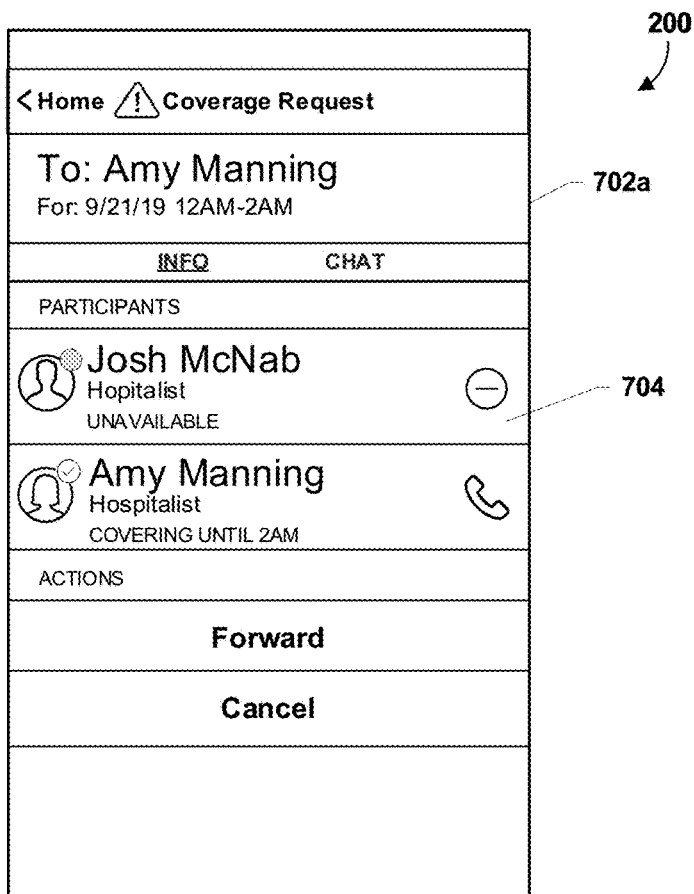 200
< Home ! Coverage Request
To: Amy Manning
For: 9/21/19 12AM-2AM
702a
INFO CHAT
PARTICIPANTS
Josh McNab
Hopitalist
UNAVAILABLE
704
Amy Manning
Hospitalist
COVERING UNTIL 2AM
ACTIONS
Forward
Cancel